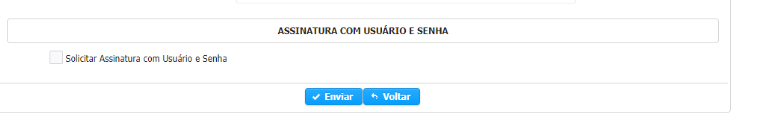 ASSINATURA COM USUÁRIO E SENHA
Solicitar Assinatura com Usuário e Senha
Enviar Voltar